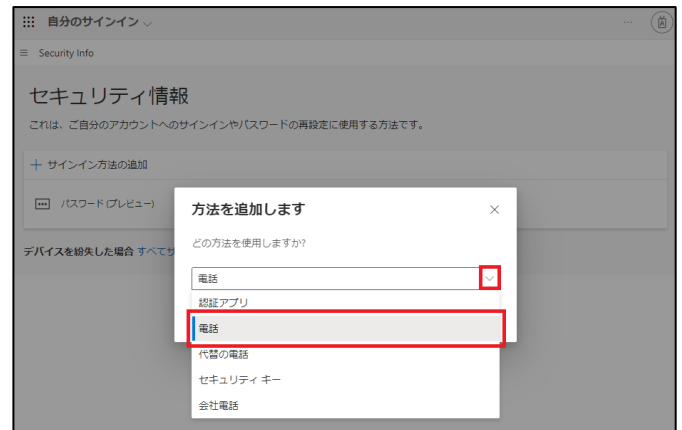 自分のサインイン
...
Security Info
セキュリティ情報
これは、ご自分のアカウントへのサインインやパスワードの再設定に使用する方法です。
+ サインイン方法の追加
パスワード (プレビュー)
方法を追加します
どの方法を使用しますか?
デバイスを紛失した場合 すべてサ
電話
認証アプリ
電話
代替の電話
セキュリティ キー
会社電話